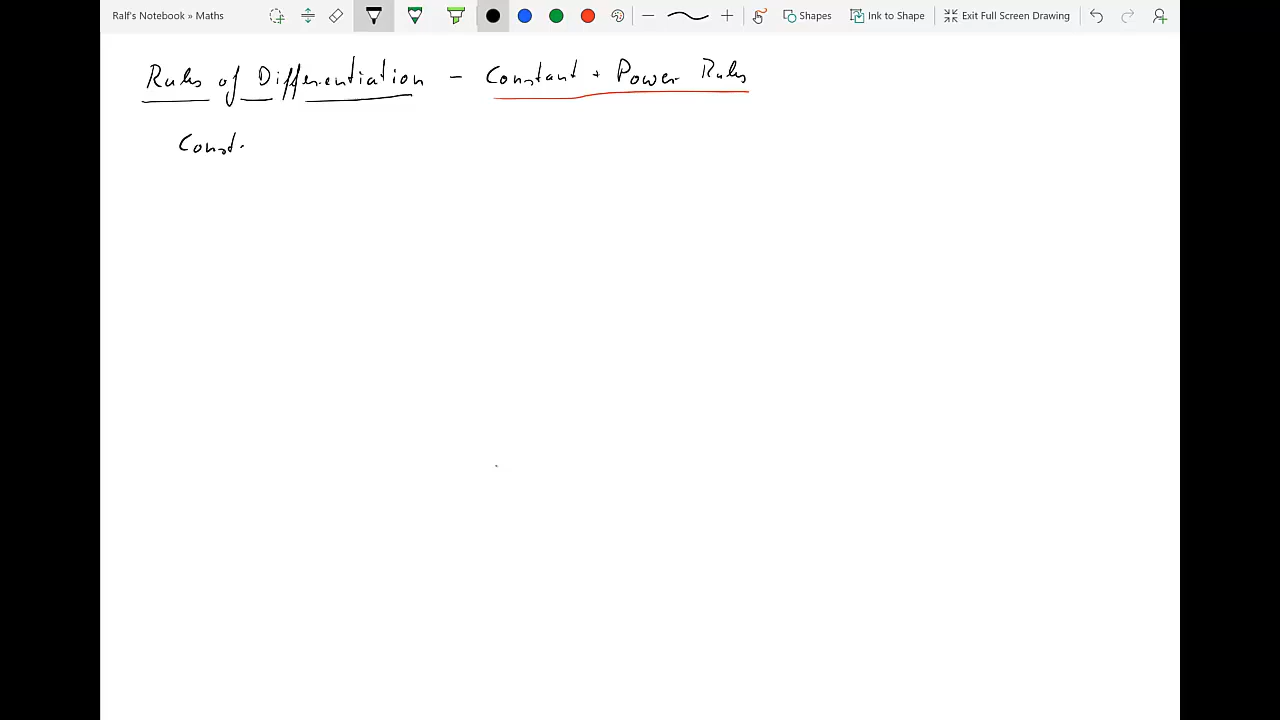 Ralf's Notebook » Maths Shapes Ink to Shape Exit Full Screen Drawing
Rules of Differentiation - Constant + Power Rules
Const.